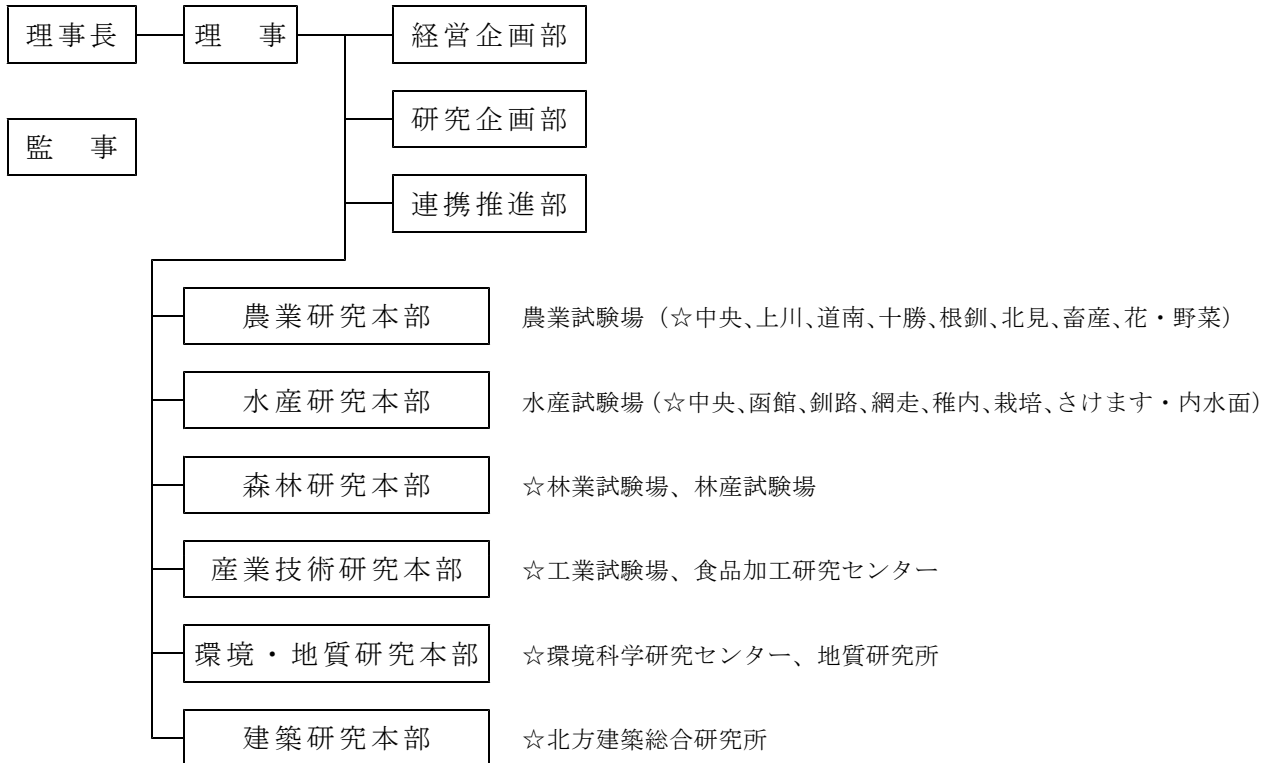 理事長 理 事 経営企画部
研究企画部
監 事
連携推進部
農業研究本部 農業試験場（☆中央、上川、道南、十勝、根釧、北見、畜産、花・野菜）
水産研究本部 水産試験場（☆中央、函館、釧路、網走、稚内、栽培、さけます・内水面）
森林研究本部 ☆林業試験場、林産試験場
産業技術研究本部 ☆工業試験場、食品加工研究センター
環境・地質研究本部 ☆環境科学研究センター、地質研究所
建築研究本部 ☆北方建築総合研究所